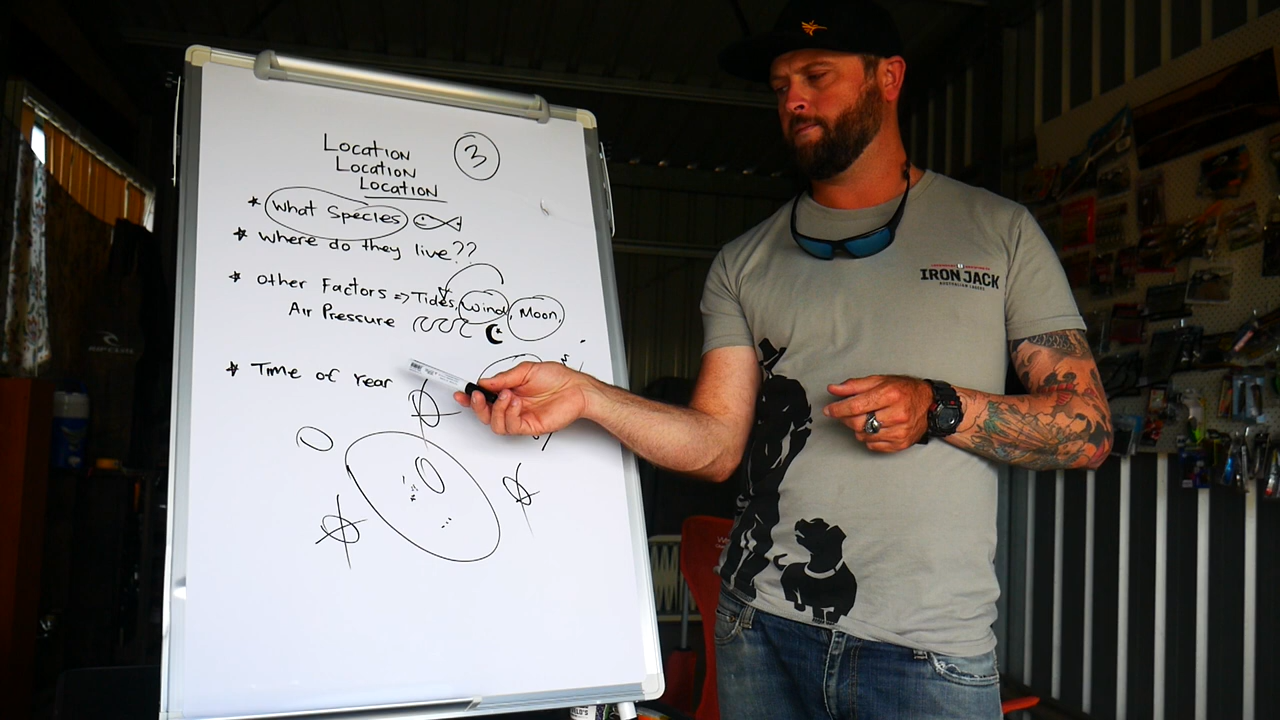 Location
Location
Location
3
* What Species
* Where do they live??
* Other Factors => Tides, Wind, Moon,
Air Pressure
* Time of Year
IRON JACK